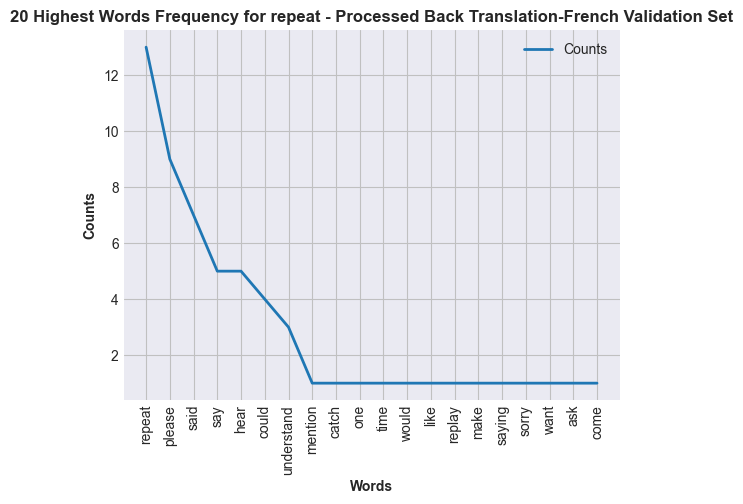 20 Highest Words Frequency for repeat - Processed Back Translation-French Validation Set
Counts
12
10
8
6
4
2
Counts
repeat
please
said
say
hear
could
understand
mention
catch
one
time
would
like
replay
make
saying
sorry
want
ask
come
Words